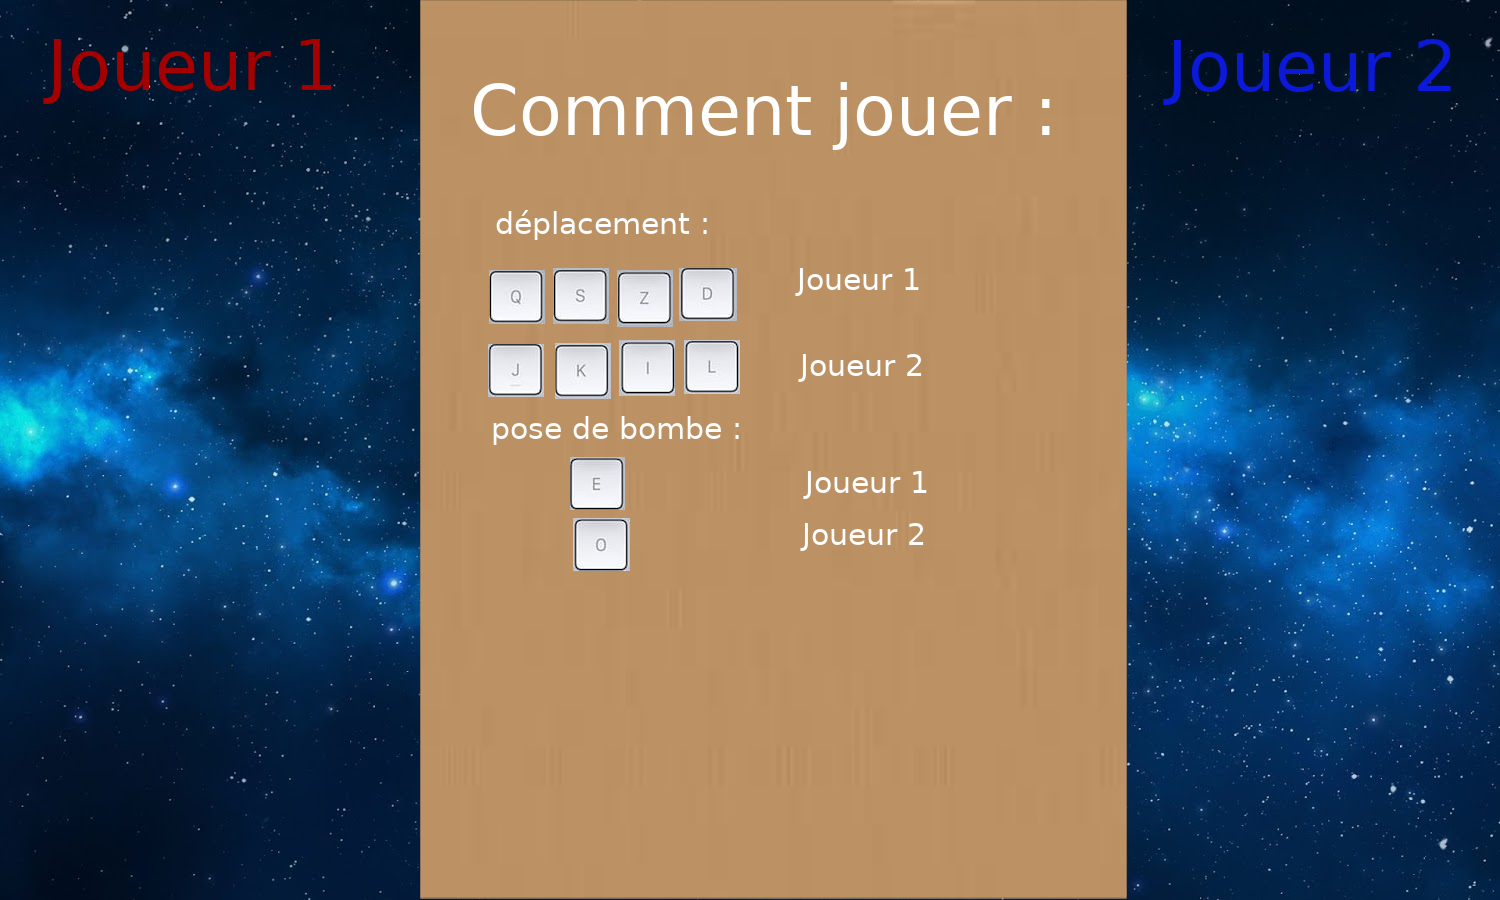 Joueur 1
Joueur 2
Comment jouer :
déplacement :
Q S Z D Joueur 1
J K I L Joueur 2
pose de bombe :
E Joueur 1
O Joueur 2